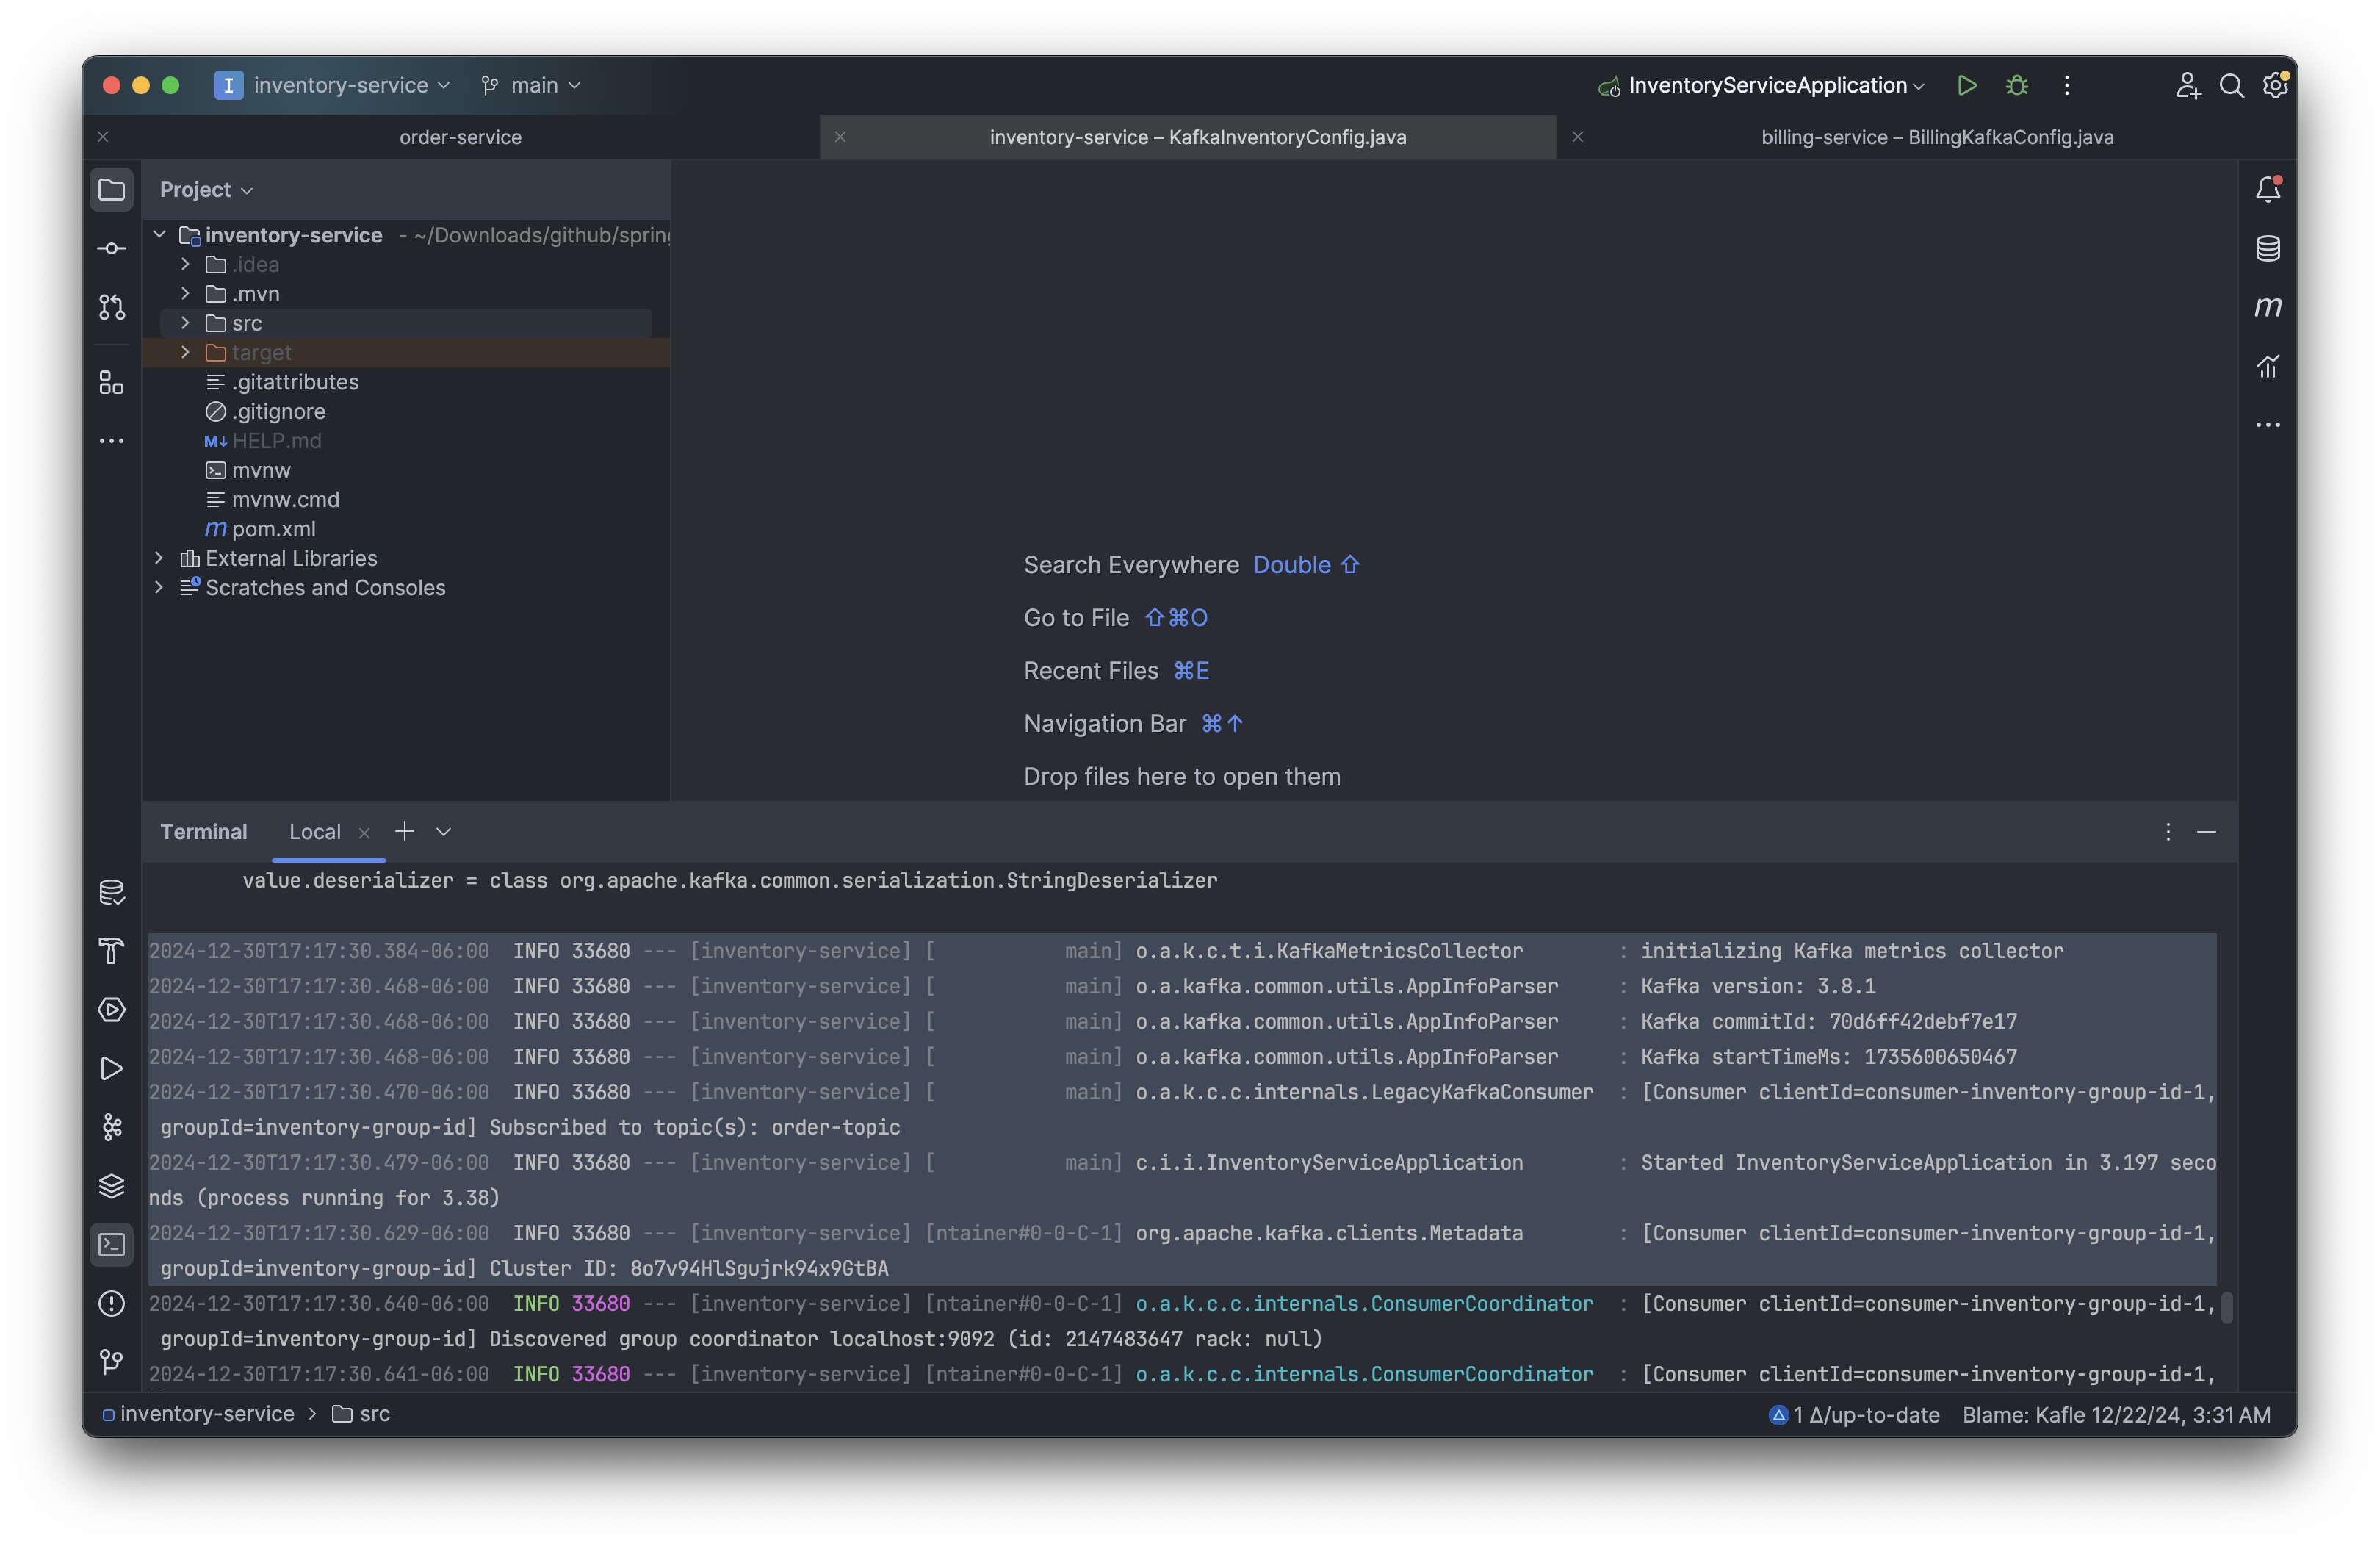 I inventory-service main InventoryServiceApplication
order-service inventory-service – KafkaInventoryConfig.java billing-service – BillingKafkaConfig.java
Project
inventory-service - ~/Downloads/github/spring
.idea
.mvn
src
target
.gitattributes
.gitignore
M↓ HELP.md
mvnw
mvnw.cmd
m pom.xml
External Libraries
Scratches and Consoles
m
Search Everywhere Double ⇧
Go to File ⇧⌘O
Recent Files ⌘E
Navigation Bar ⌘↑
Drop files here to open them
Terminal Local
value.deserializer = class org.apache.kafka.common.serialization.StringDeserializer
2024-12-30T17:17:30.384-06:00 INFO 33680 --- [inventory-service] [ main] o.a.k.c.t.i.KafkaMetricsCollector : initializing Kafka metrics collector
2024-12-30T17:17:30.468-06:00 INFO 33680 --- [inventory-service] [ main] o.a.kafka.common.utils.AppInfoParser : Kafka version: 3.8.1
2024-12-30T17:17:30.468-06:00 INFO 33680 --- [inventory-service] [ main] o.a.kafka.common.utils.AppInfoParser : Kafka commitId: 70d6ff42debf7e17
2024-12-30T17:17:30.468-06:00 INFO 33680 --- [inventory-service] [ main] o.a.kafka.common.utils.AppInfoParser : Kafka startTimeMs: 1735600650467
2024-12-30T17:17:30.470-06:00 INFO 33680 --- [inventory-service] [ main] o.a.k.c.c.internals.LegacyKafkaConsumer : [Consumer clientId=consumer-inventory-group-id-1,
groupId=inventory-group-id] Subscribed to topic(s): order-topic
2024-12-30T17:17:30.479-06:00 INFO 33680 --- [inventory-service] [ main] c.i.i.InventoryServiceApplication : Started InventoryServiceApplication in 3.197 seco
nds (process running for 3.38)
2024-12-30T17:17:30.629-06:00 INFO 33680 --- [inventory-service] [ntainer#0-0-C-1] org.apache.kafka.clients.Metadata : [Consumer clientId=consumer-inventory-group-id-1,
groupId=inventory-group-id] Cluster ID: 8o7v94HlSgujrk94x9GtBA
2024-12-30T17:17:30.640-06:00 INFO 33680 --- [inventory-service] [ntainer#0-0-C-1] o.a.k.c.c.internals.ConsumerCoordinator : [Consumer clientId=consumer-inventory-group-id-1,
groupId=inventory-group-id] Discovered group coordinator localhost:9092 (id: 2147483647 rack: null)
2024-12-30T17:17:30.641-06:00 INFO 33680 --- [inventory-service] [ntainer#0-0-C-1] o.a.k.c.c.internals.ConsumerCoordinator : [Consumer clientId=consumer-inventory-group-id-1,
inventory-service > src 1 Δ/up-to-date Blame: Kafle 12/22/24, 3:31 AM